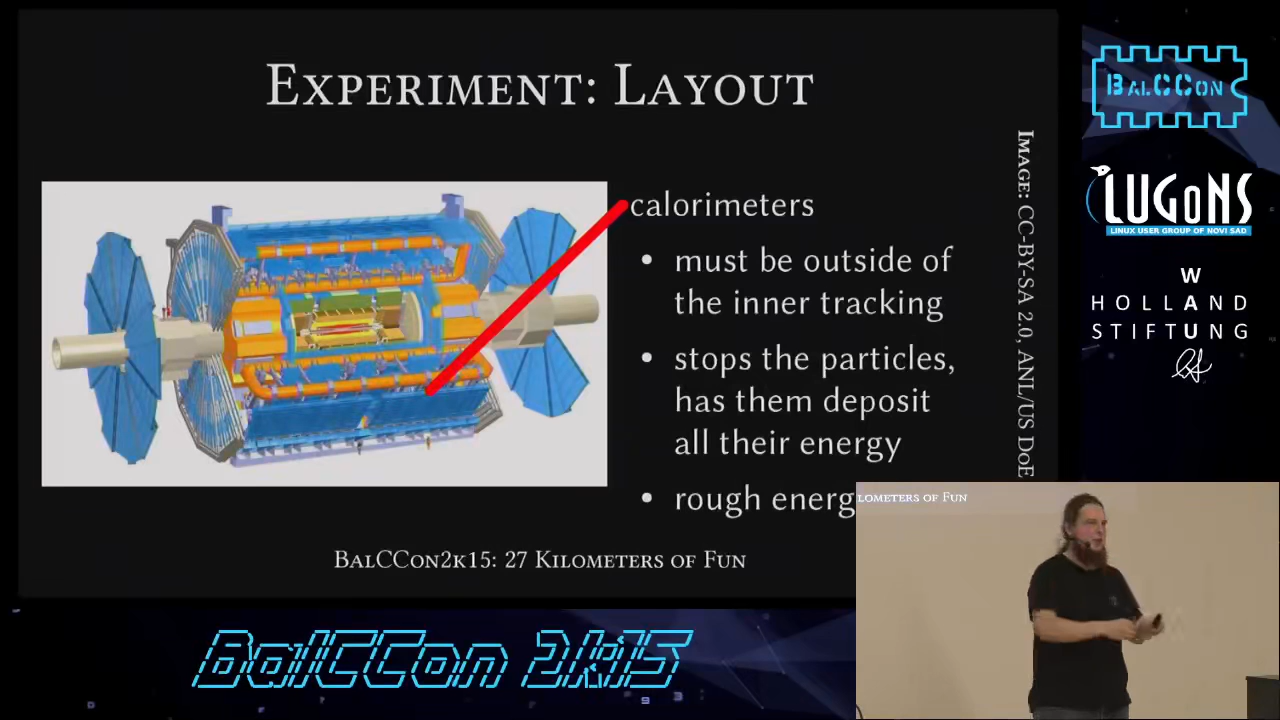 EXPERIMENT: LAYOUT
calorimeters
• must be outside of
the inner tracking
• stops the particles,
has them deposit
all their energy
• rough energ
IMAGE: CC-BY-SA 2.0, ANL/US DOE
BALCCON2K15: 27 KILOMETERS OF FUN
BALCCON
LUGONS
LINUX USER GROUP OF NOVI SAD
W
HOLLAND
A
STIFTUNG
U
LOMETERS OF FUN
BalCCon 2k15